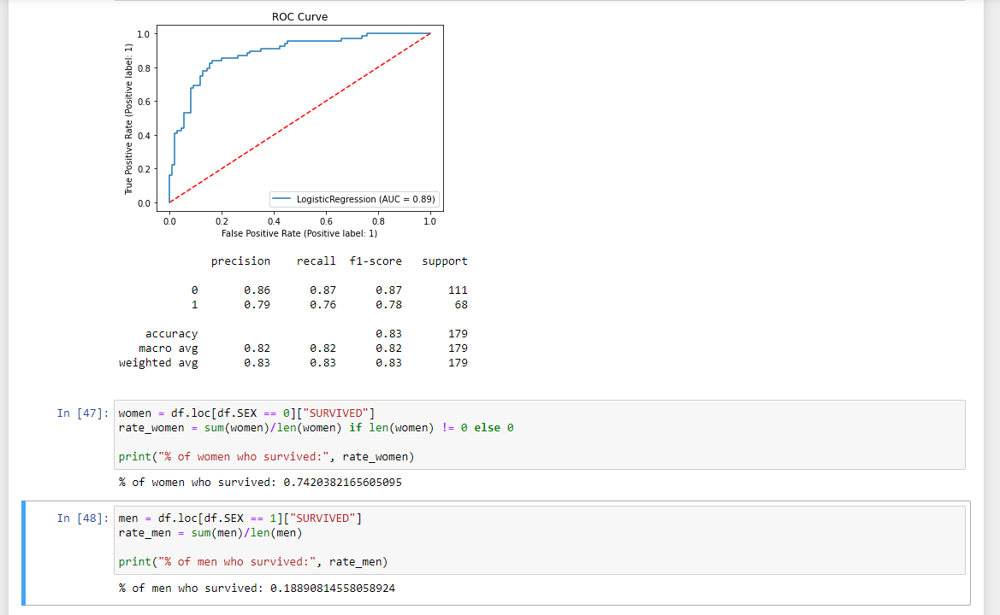 ROC Curve
True Positive Rate (Positive label: 1)
1.0
0.8
0.6
0.4
0.2
0.0
LogisticRegression (AUC = 0.89)
0.0 0.2 0.4 0.6 0.8 1.0
False Positive Rate (Positive label: 1)
precision recall f1-score support
0 0.86 0.87 0.87 111
1 0.79 0.76 0.78 68
accuracy 0.83 179
macro avg 0.82 0.82 0.82 179
weighted avg 0.83 0.83 0.83 179
In [47]: women = df.loc[df.SEX == 0]["SURVIVED"]
rate_women = sum(women)/len(women) if len(women) != 0 else 0
print("% of women who survived:", rate_women)
% of women who survived: 0.7420382165605095
In [48]: men = df.loc[df.SEX == 1]["SURVIVED"]
rate_men = sum(men)/len(men)
print("% of men who survived:", rate_men)
% of men who survived: 0.18890814558058924